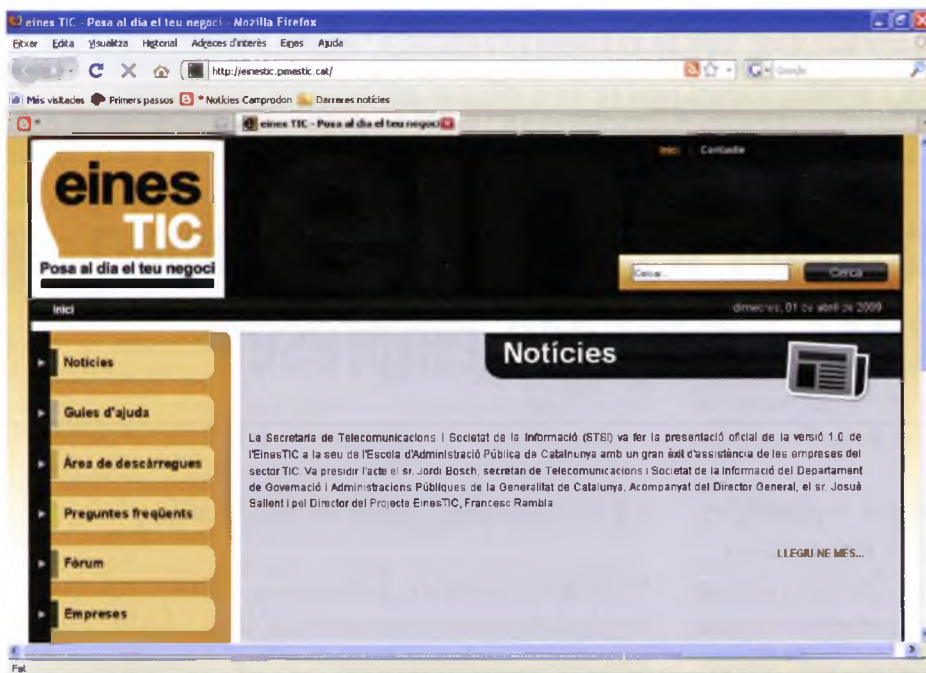 eines TIC - Posa al dia el teu negoci - Mozilla Firefox
Fitxer Edita Visualitza Historial Adreces d'interès Eines Ajuda
http://einestic.pimestic.cat/
Google
Més visitades Primers passos * Notícies Camprodon Darreres notícies
* eines TIC - Posa al dia el teu negoci
eines
TIC
Posa al dia el teu negoci
eines
Inici Contacte
Cercar... Cerca
Inici dimecres, 01 de abril de 2009
Notícies
Notícies
Guies d'ajuda
Àrea de descàrregues
Preguntes freqüents
Fòrum
Empreses
La Secretaria de Telecomunicacions i Societat de la Informació (STSI) va fer la presentació oficial de la versió 1.0 de
l'EinesTIC a la seu de l'Escola d'Administració Pública de Catalnunya amb un gran èxit d'assistència de les empreses del
sector TIC. Va presidir l'acte el sr. Jordi Bosch, secretari de Telecomunicacions i Societat de la Informació del Departament
de Governació i Administracions Públiques de la Generalitat de Catalunya. Acompanyat del Director General, el sr. Josuè
Sallent i pel Director del Projecte EinesTIC, Francesc Rambla
LLEGIU-NE MÉS...
Fet